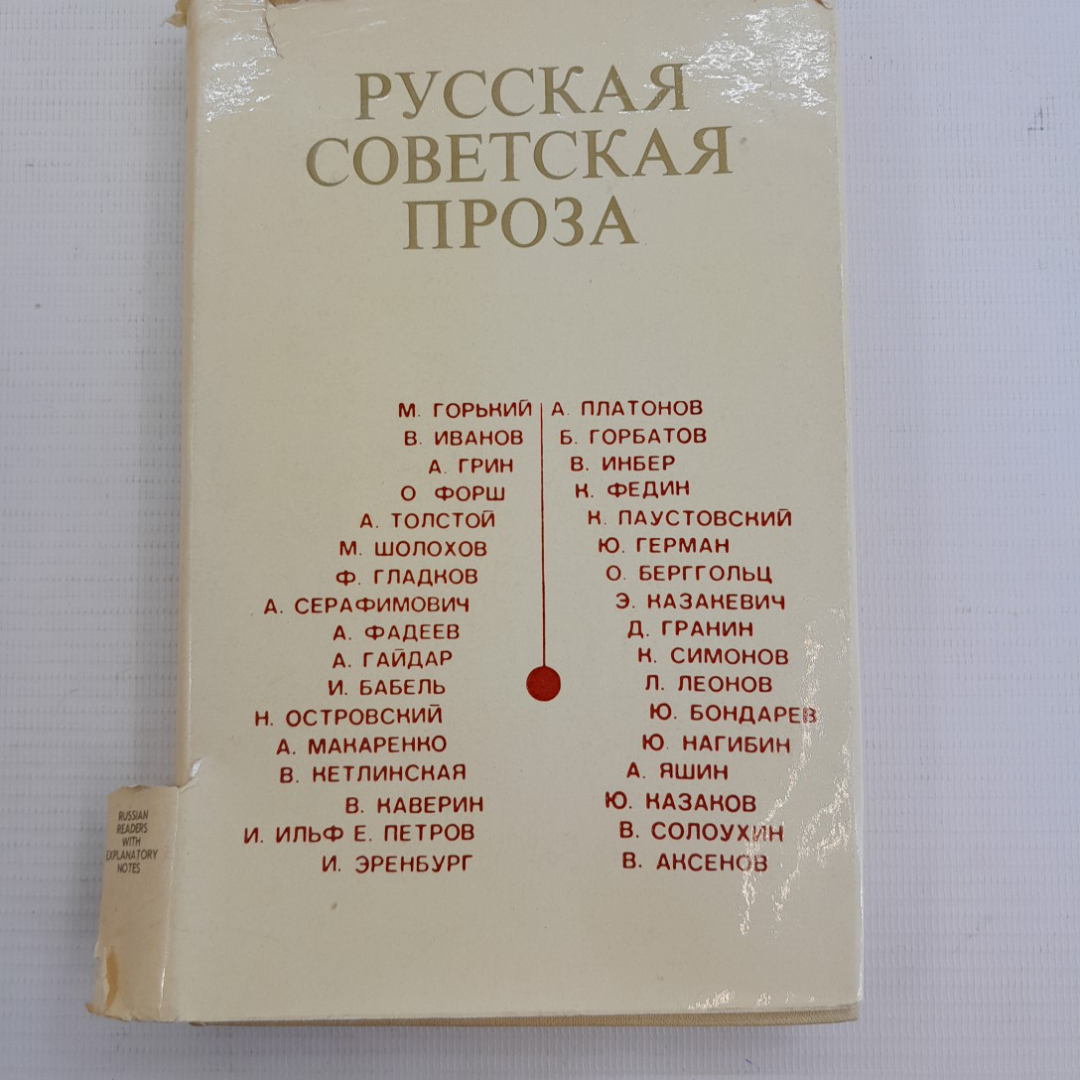 РУССКАЯ
СОВЕТСКАЯ
ПРОЗА
М. ГОРЬКИЙ
В. ИВАНОВ
А. ГРИН
О ФОРШ
А. ТОЛСТОЙ
М. ШОЛОХОВ
Ф. ГЛАДКОВ
А. СЕРАФИМОВИЧ
А. ФАДЕЕВ
А. ГАЙДАР
И. БАБЕЛЬ
Н. ОСТРОВСКИЙ
А. МАКАРЕНКО
В. КЕТЛИНСКАЯ
В. КАВЕРИН
И. ИЛЬФ Е. ПЕТРОВ
И. ЭРЕНБУРГ
А. ПЛАТОНОВ
Б. ГОРБАТОВ
В. ИНБЕР
К. ФЕДИН
К. ПАУСТОВСКИЙ
Ю. ГЕРМАН
О. БЕРГГОЛЬЦ
Э. КАЗАКЕВИЧ
Д. ГРАНИН
К. СИМОНОВ
Л. ЛЕОНОВ
Ю. БОНДАРЕВ
Ю. НАГИБИН
А. ЯШИН
Ю. КАЗАКОВ
В. СОЛОУХИН
В. АКСЕНОВ
RUSSIAN
READERS
WITH
EXPLANATORY
NOTES